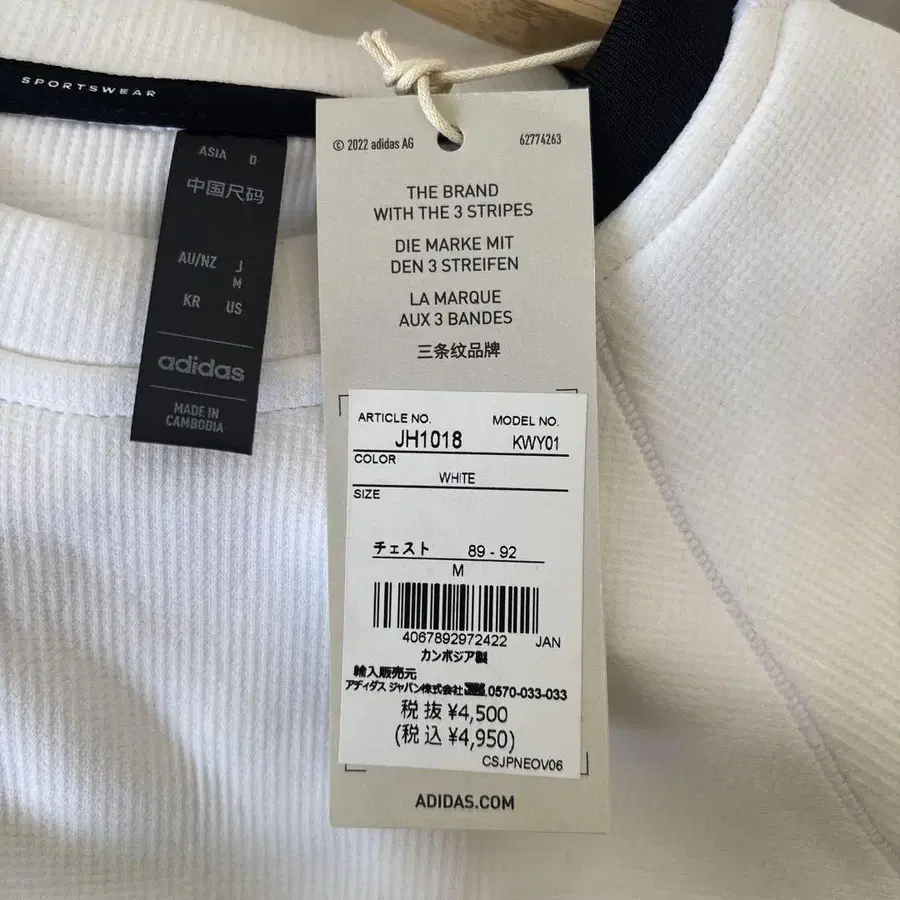 SPORTSWEAR
ASIA D
中国尺码
AU/NZ J
M
KR US
adidas
MADE IN
CAMBODIA
© 2022 adidas AG 62774263
THE BRAND
WITH THE 3 STRIPES
DIE MARKE MIT
DEN 3 STREIFEN
LA MARQUE
AUX 3 BANDES
三条纹品牌
ARTICLE NO. MODEL NO.
JH1018 KWY01
COLOR
WHITE
SIZE
チェスト 89 - 92
M
4067892972422 JAN
カンボジア製
輸入販売元
アディダス ジャパン株式会社 0570-033-033
税抜 ¥4,500
(税込 ¥4,950)
CSJPNEOV06
ADIDAS.COM